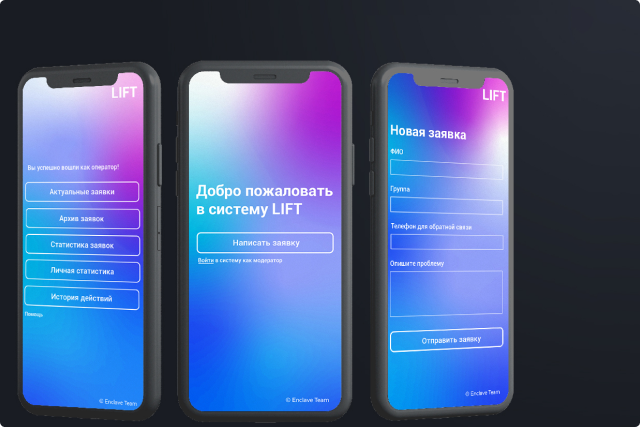 LIFT
Вы успешно вошли как оператор!
Актуальные заявки
Архив заявок
Статистика заявок
Личная статистика
История действий
Помощь
© Enclave Team
Добро пожаловать
в систему LIFT
Написать заявку
Войти в систему как модератор
© Enclave Team
LIFT
Новая заявка
ФИО
Группа
Телефон для обратной связи
Опишите проблему
Отправить заявку
© Enclave Team